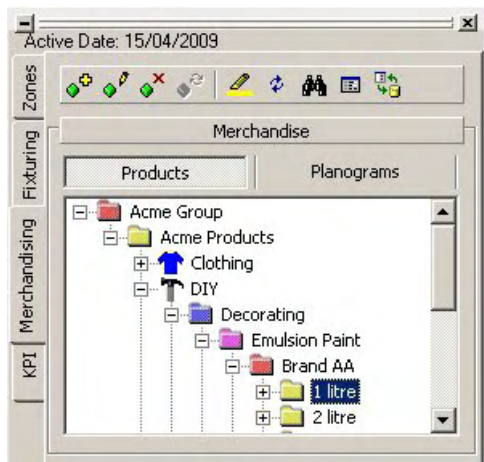 Active Date: 15/04/2009
Zones
Fixturing
Merchandising
KPI
Merchandise
Products
Planograms
Acme Group
Acme Products
Clothing
DIY
Decorating
Emulsion Paint
Brand AA
1 litre
2 litre